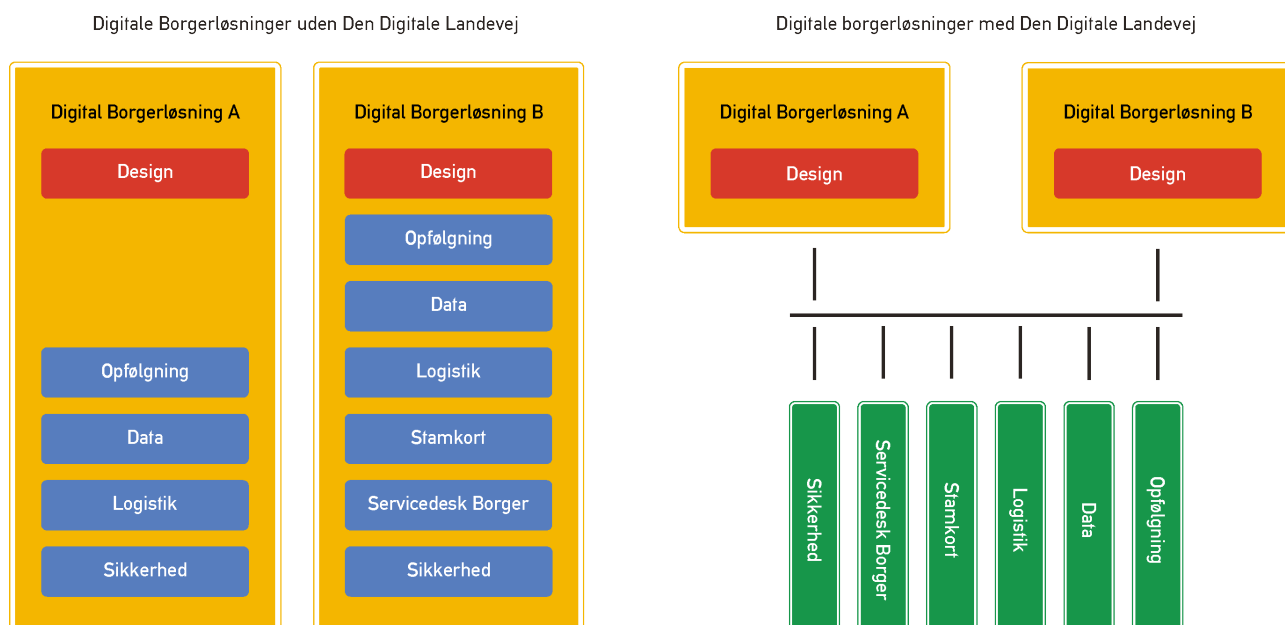 Digitale Borgerløsninger uden Den Digitale Landevej
Digital Borgerløsning A
Design
Opfølgning
Data
Logistik
Sikkerhed
Digital Borgerløsning B
Design
Opfølgning
Data
Logistik
Stamkort
Servicedesk Borger
Sikkerhed
Digitale borgerløsninger med Den Digitale Landevej
Digital Borgerløsning A
Design
Digital Borgerløsning B
Design
Sikkerhed
Servicedesk Borger
Stamkort
Logistik
Data
Opfølgning